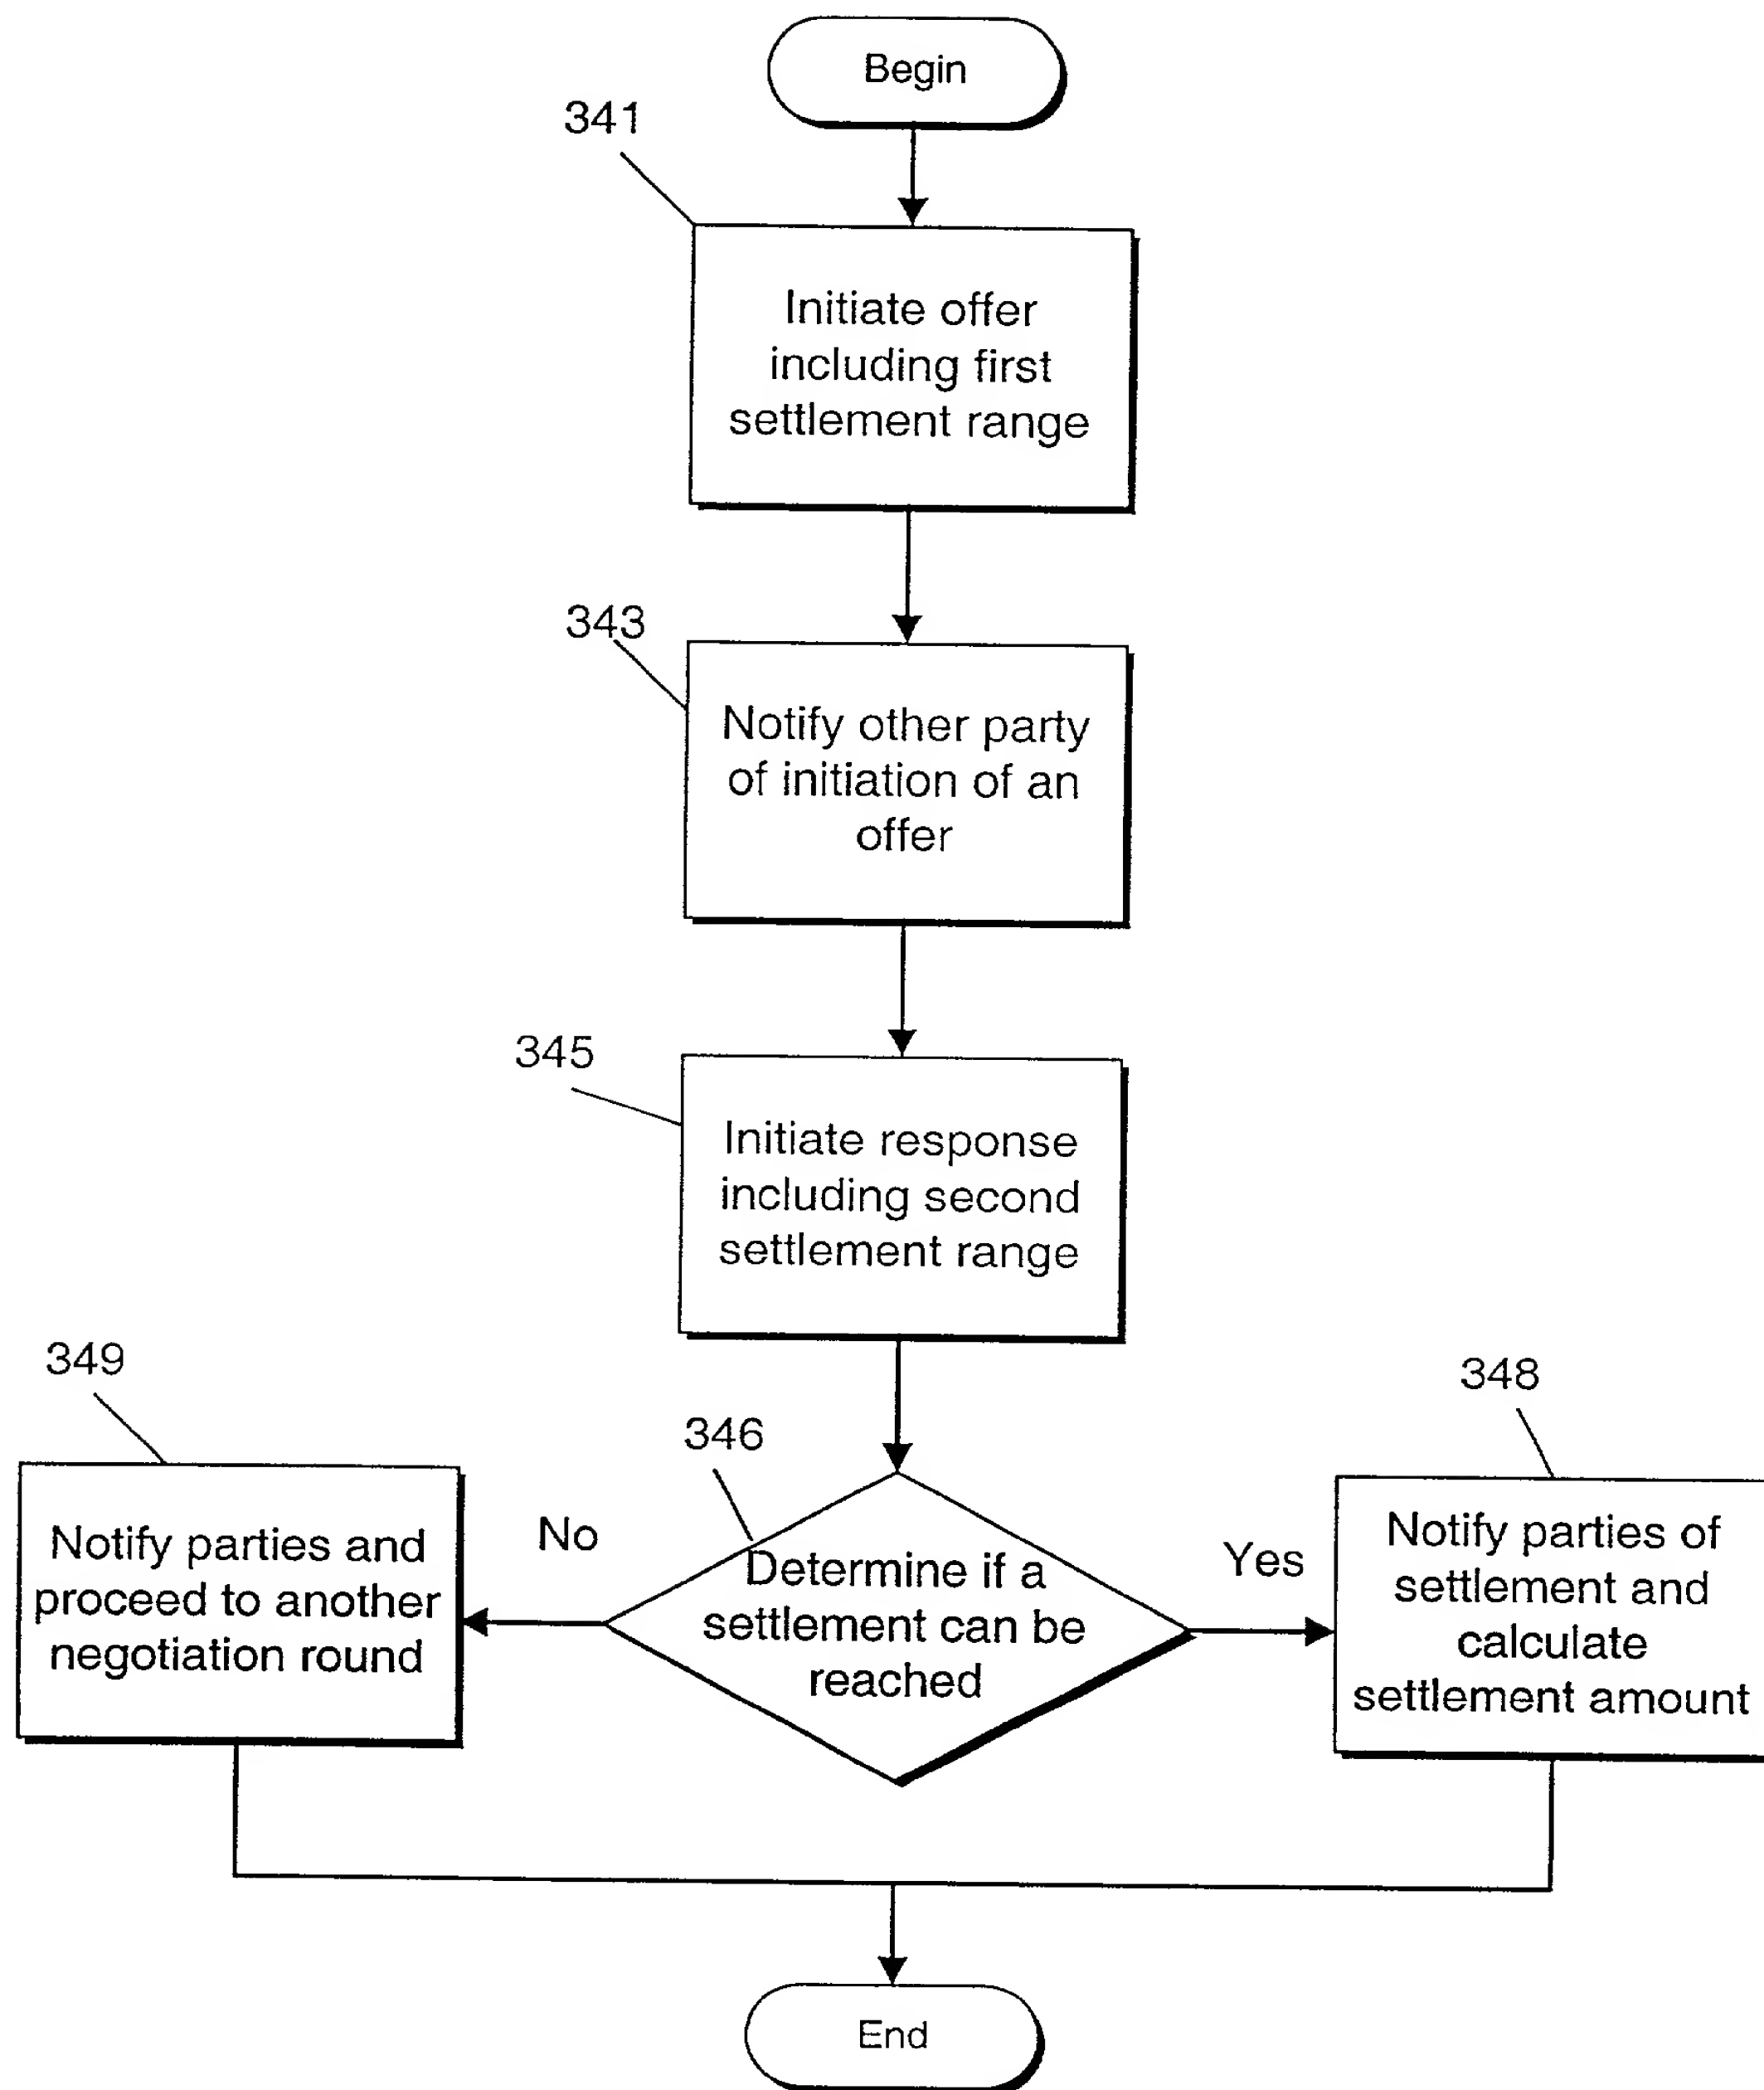 Begin
341
Initiate offer
including first
settlement range
343
Notify other party
of initiation of an
offer
345
Initiate response
including second
settlement range
349
Notify parties and
proceed to another
negotiation round
346
No
Determine if a
settlement can be
reached
Yes
348
Notify parties of
settlement and
calculate
settlement amount
End